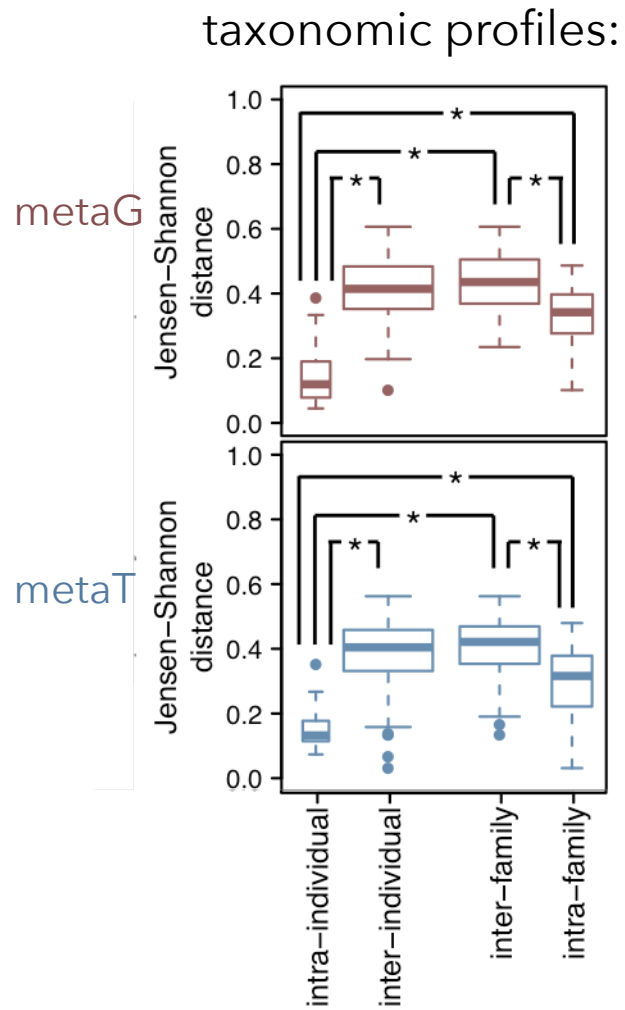 taxonomic profiles:
metaG
Jensen−Shannon
distance
1.0
0.8
0.6
0.4
0.2
0.0
*
*
*
*
metaT
Jensen−Shannon
distance
1.0
0.8
0.6
0.4
0.2
0.0
*
*
*
*
intra−individual
inter−individual
inter−family
intra−family